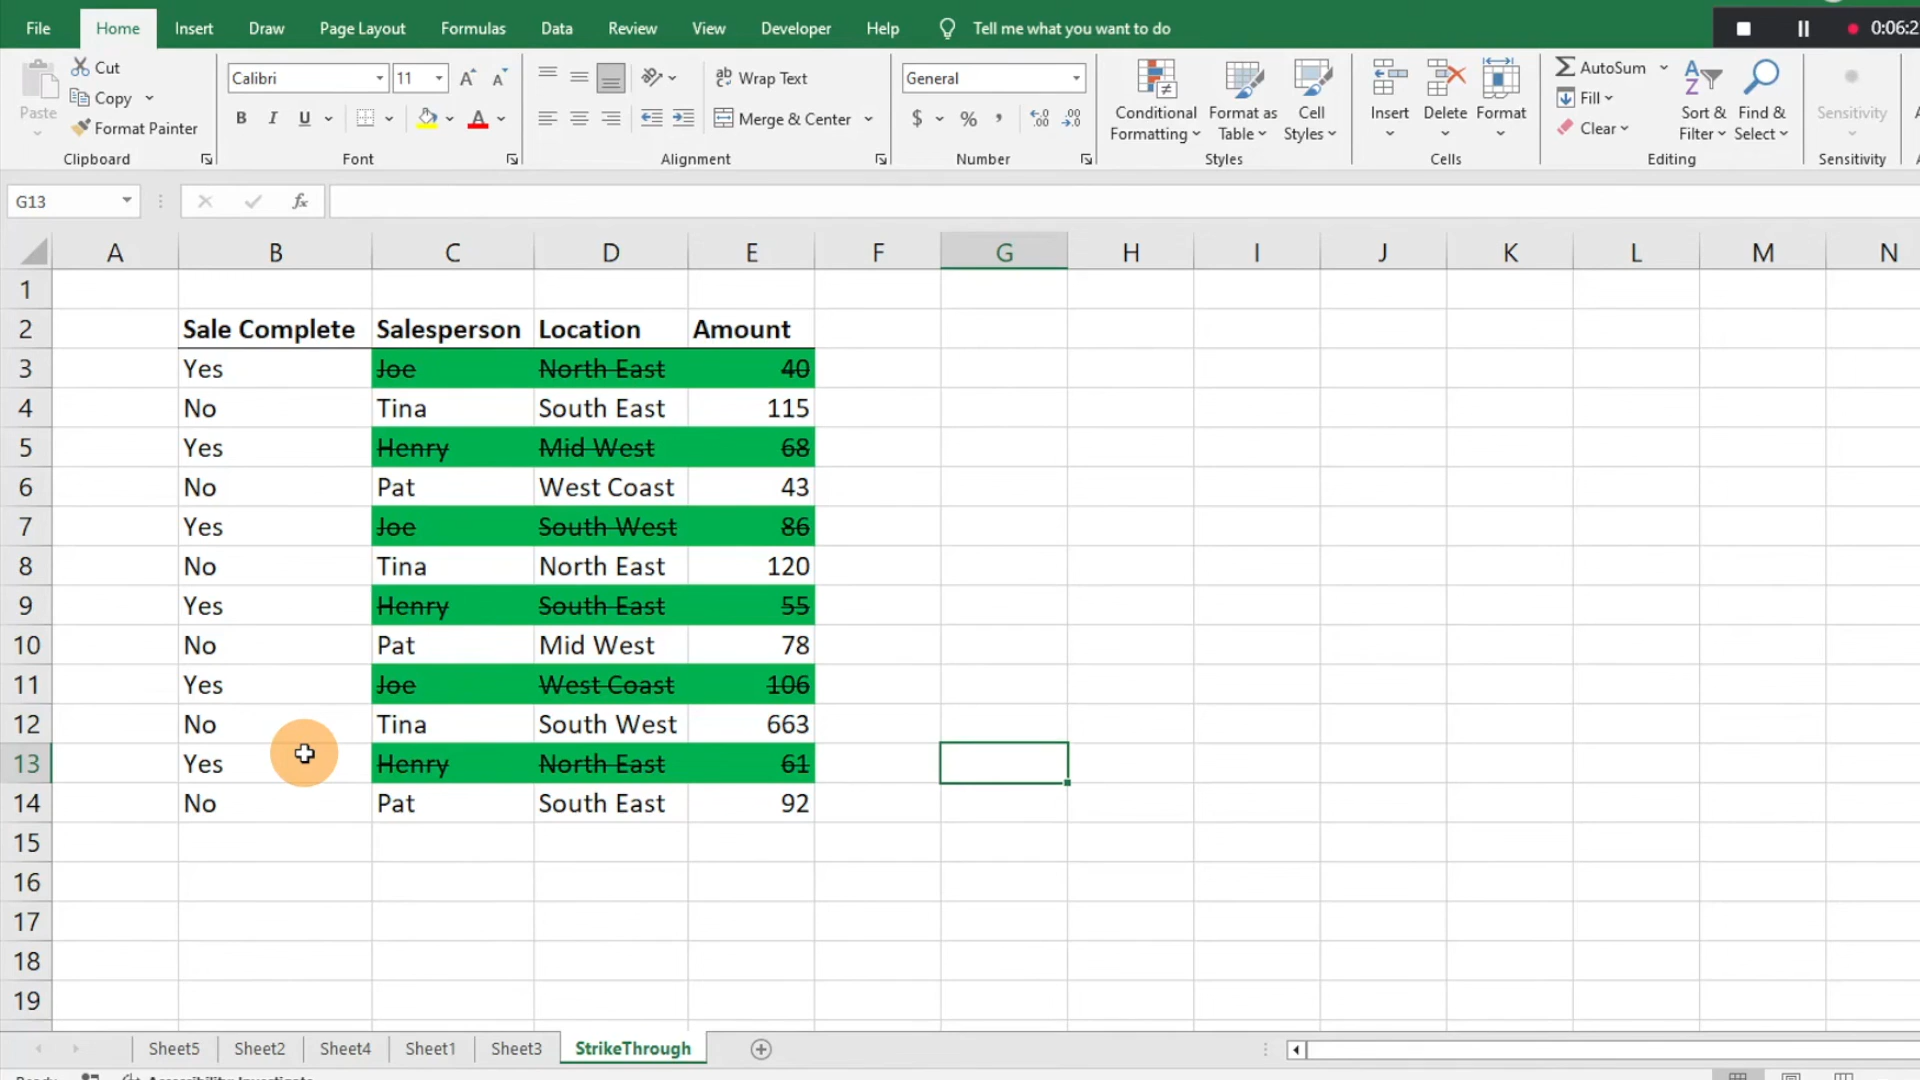 File Home Insert Draw Page Layout Formulas Data Review View Developer Help Tell me what you want to do 0:06:2
Paste Cut Copy Format Painter Clipboard
Calibri 11 A A B I U A Font
ab Wrap Text Merge & Center Alignment
General $ % , Number
Conditional Formatting Format as Table Cell Styles Styles
Insert Delete Format Cells
AutoSum Fill Clear Sort & Filter Find & Select Editing
Sensitivity Sensitivity
G13 fx
A B C D E F G H I J K L M N
1
2 Sale Complete Salesperson Location Amount
3 Yes Joe North East 40
4 No Tina South East 115
5 Yes Henry Mid West 68
6 No Pat West Coast 43
7 Yes Joe South West 86
8 No Tina North East 120
9 Yes Henry South East 55
10 No Pat Mid West 78
11 Yes Joe West Coast 106
12 No Tina South West 663
13 Yes Henry North East 61
14 No Pat South East 92
15
16
17
18
19
Sheet5 Sheet2 Sheet4 Sheet1 Sheet3 StrikeThrough